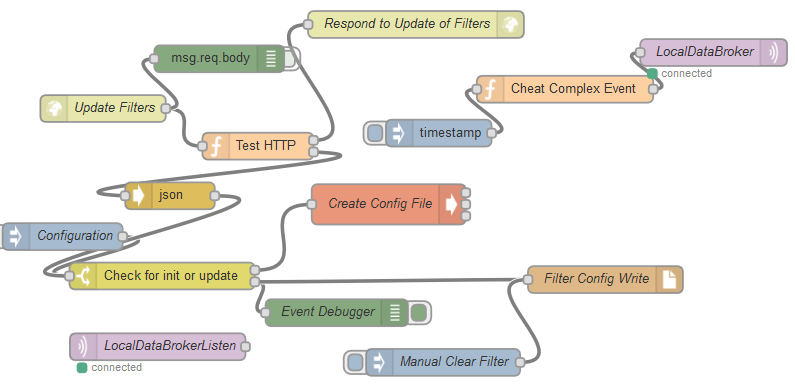 Respond to Update of Filters
msg.req.body
LocalDataBroker
connected
Cheat Complex Event
Update Filters
timestamp
Test HTTP
json
Create Config File
Configuration
Check for init or update
Filter Config Write
Event Debugger
LocalDataBrokerListen
connected
Manual Clear Filter